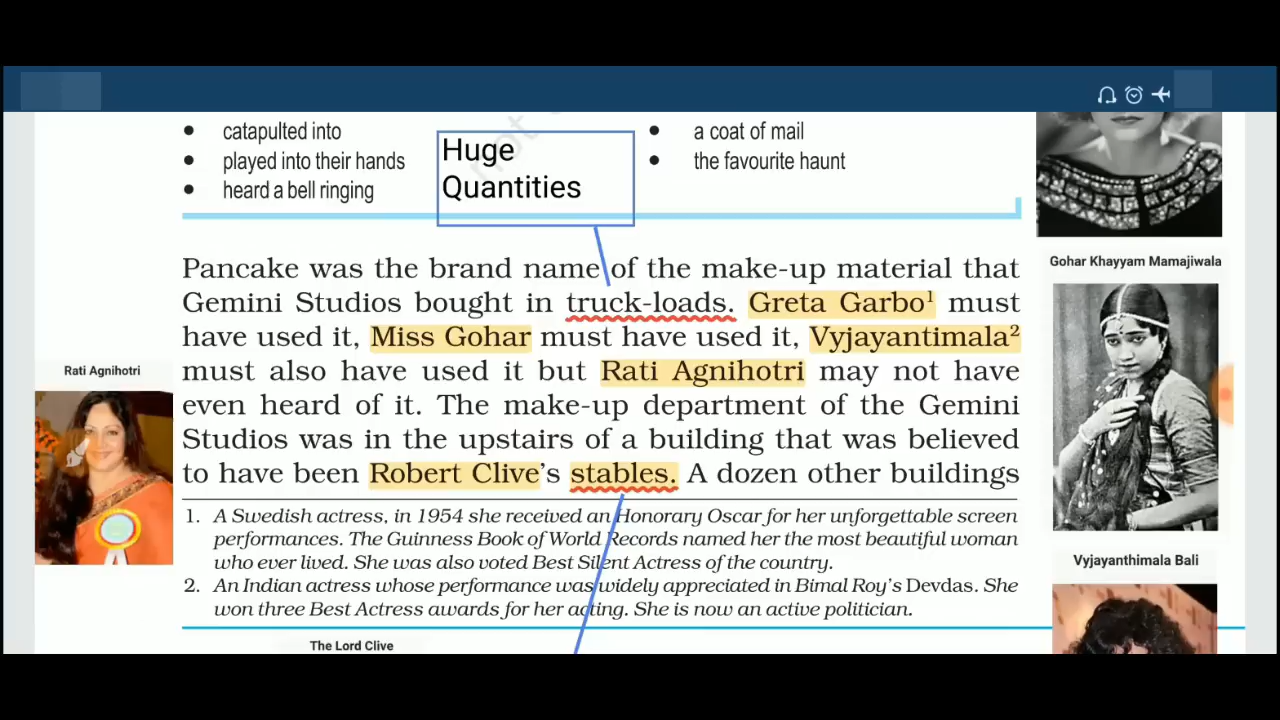 catapulted into
played into their hands
heard a bell ringing
Huge
Quantities
a coat of mail
the favourite haunt
not
Pancake was the brand name of the make-up material that
Gemini Studios bought in truck-loads. Greta Garbo¹ must
have used it, Miss Gohar must have used it, Vyjayantimala²
must also have used it but Rati Agnihotri may not have
even heard of it. The make-up department of the Gemini
Studios was in the upstairs of a building that was believed
to have been Robert Clive's stables. A dozen other buildings
1. A Swedish actress, in 1954 she received an Honorary Oscar for her unforgettable screen
performances. The Guinness Book of World Records named her the most beautiful woman
who ever lived. She was also voted Best Silent Actress of the country.
2. An Indian actress whose performance was widely appreciated in Bimal Roy's Devdas. She
won three Best Actress awards for her acting. She is now an active politician.
Rati Agnihotri
The Lord Clive
Gohar Khayyam Mamajiwala
Vyjayanthimala Bali